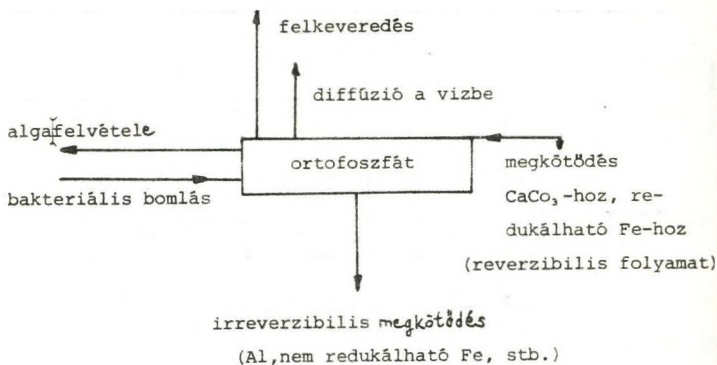 felkeveredés
diffúzió a vizbe
algafelvétele
ortofoszfát
bakteriális bomlás
megkötődés
CaCo₃-hoz, re-
dukálható Fe-hoz
(reverzibilis folyamat)
irreverzibilis megkötődés
(Al,nem redukálható Fe, stb.)